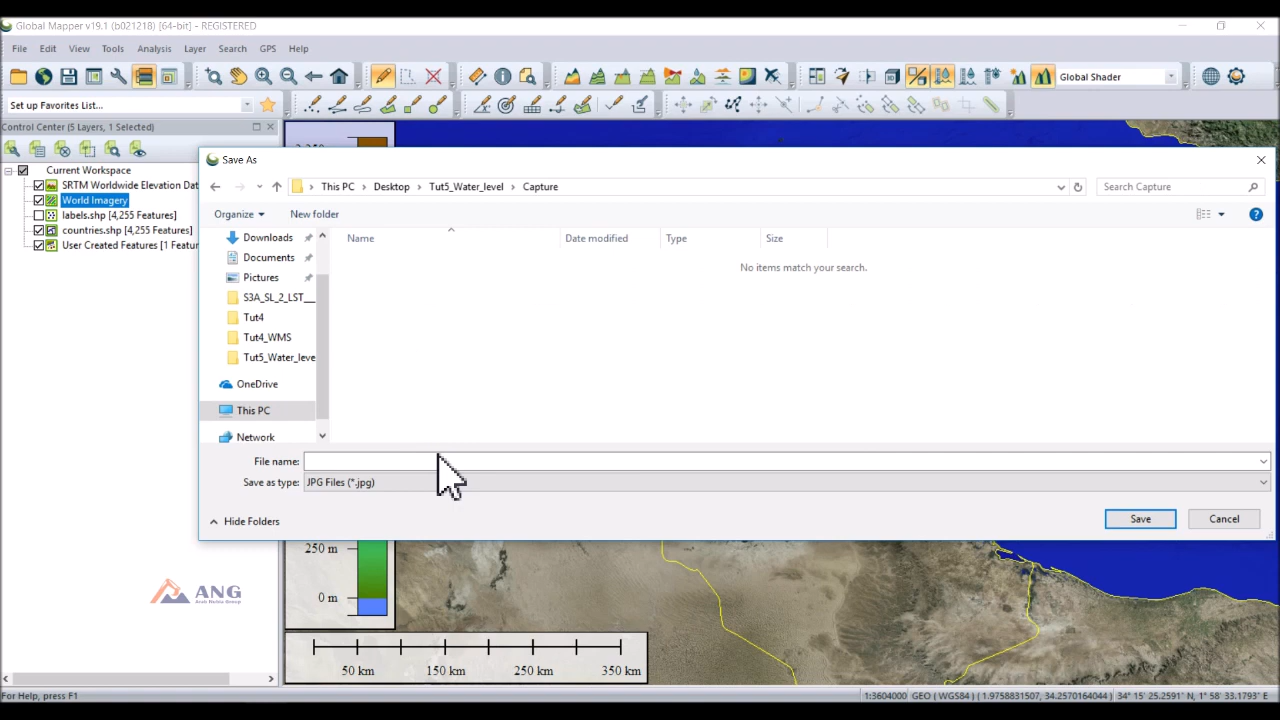 Global Mapper v19.1 (b021218) [64-bit] - REGISTERED
File Edit View Tools Analysis Layer Search GPS Help
Global Shader
Set up Favorites List...
Control Center (5 Layers, 1 Selected)
Current Workspace
SRTM Worldwide Elevation Dat
World Imagery
labels.shp [4,255 Features]
countries.shp [4,255 Features]
User Created Features [1 Featur
Save As
This PC > Desktop > Tut5_Water_level > Capture
Search Capture
Organize New folder
Name Date modified Type Size
No items match your search.
Downloads
Documents
Pictures
S3A_SL_2_LST__
Tut4
Tut4_WMS
Tut5_Water_leve
OneDrive
This PC
Network
File name:
Save as type: JPG Files (*.jpg)
Hide Folders
Save Cancel
250 m
0 m
ANG
Arab Nubia Group
50 km 150 km 250 km 350 km
For Help, press F1
1:3604000 GEO ( WGS84 ) ( 1.9758831507, 34.2570164044 ) 34° 15' 25.2591" N, 1° 58' 33.1793" E